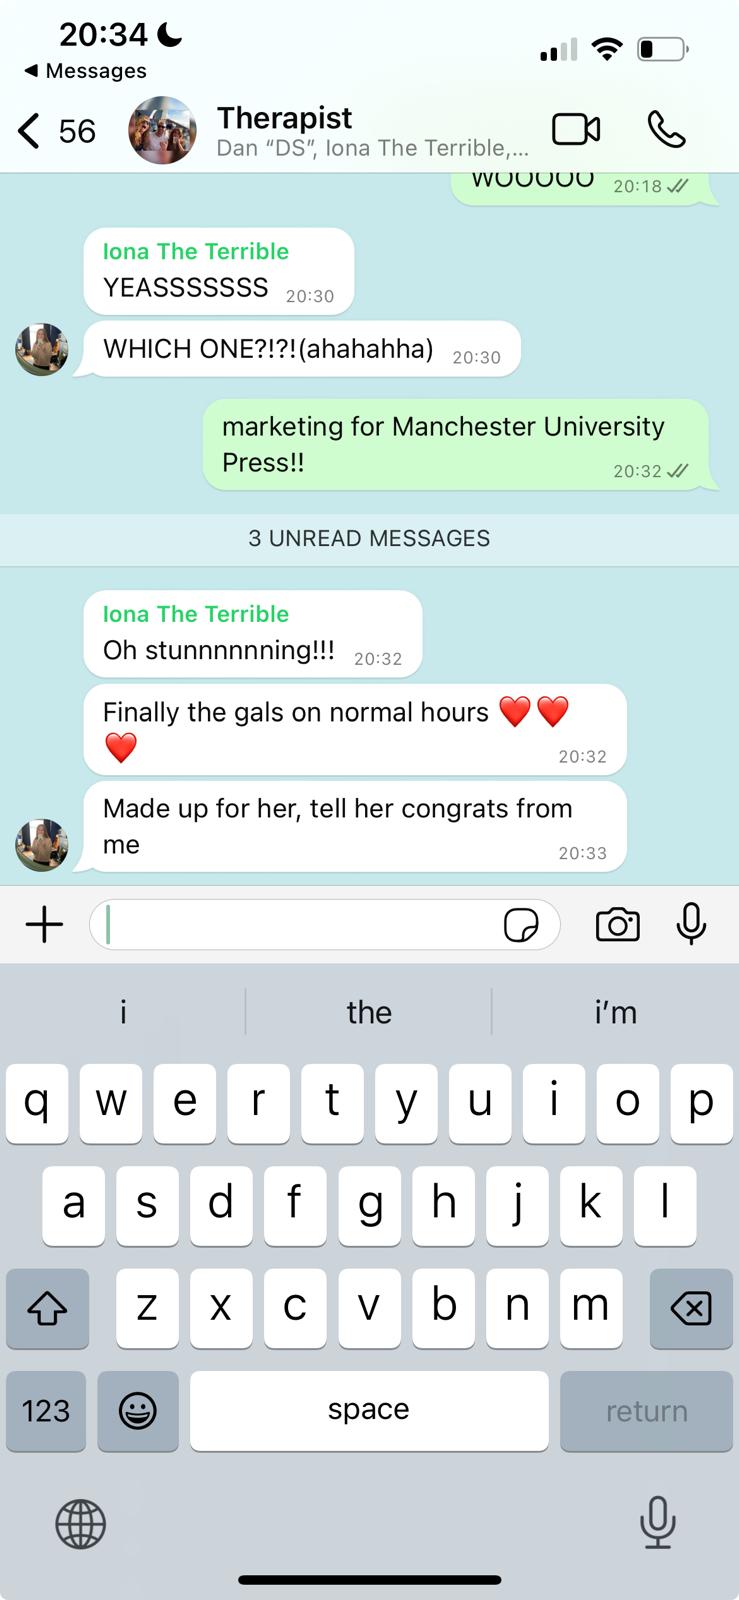 20:34
Messages
56
Therapist
Dan “DS”, Iona The Terrible,...
WOOOOO 20:18
Iona The Terrible
YEASSSSSSS 20:30
WHICH ONE?!?!(ahahahha) 20:30
marketing for Manchester University
Press!! 20:32
3 UNREAD MESSAGES
Iona The Terrible
Oh stunnnnnning!!! 20:32
Finally the gals on normal hours ❤️❤️
❤️ 20:32
Made up for her, tell her congrats from
me 20:33
i the i’m
q w e r t y u i o p
a s d f g h j k l
z x c v b n m
123 space return